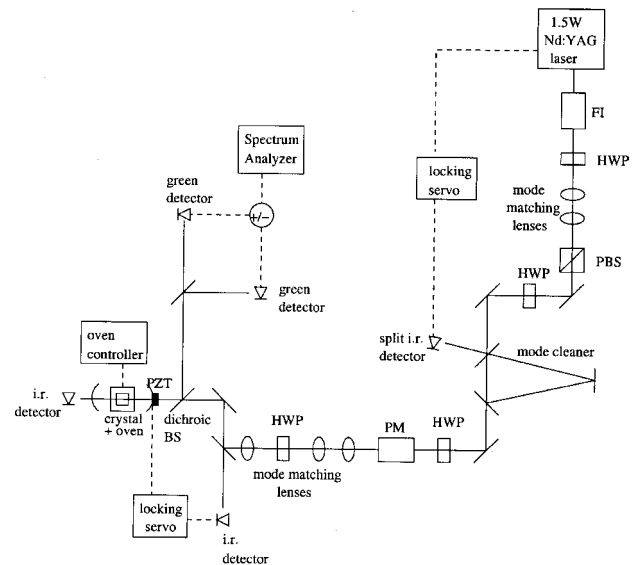 1.5W
Nd:YAG
laser
FI
HWP
mode
matching
lenses
PBS
HWP
Spectrum
Analyzer
green
detector
+/−
green
detector
locking
servo
split i.r.
detector
mode cleaner
oven
controller
PZT
i.r.
detector
crystal
+ oven
dichroic
BS
HWP
mode matching
lenses
PM
HWP
locking
servo
i.r.
detector